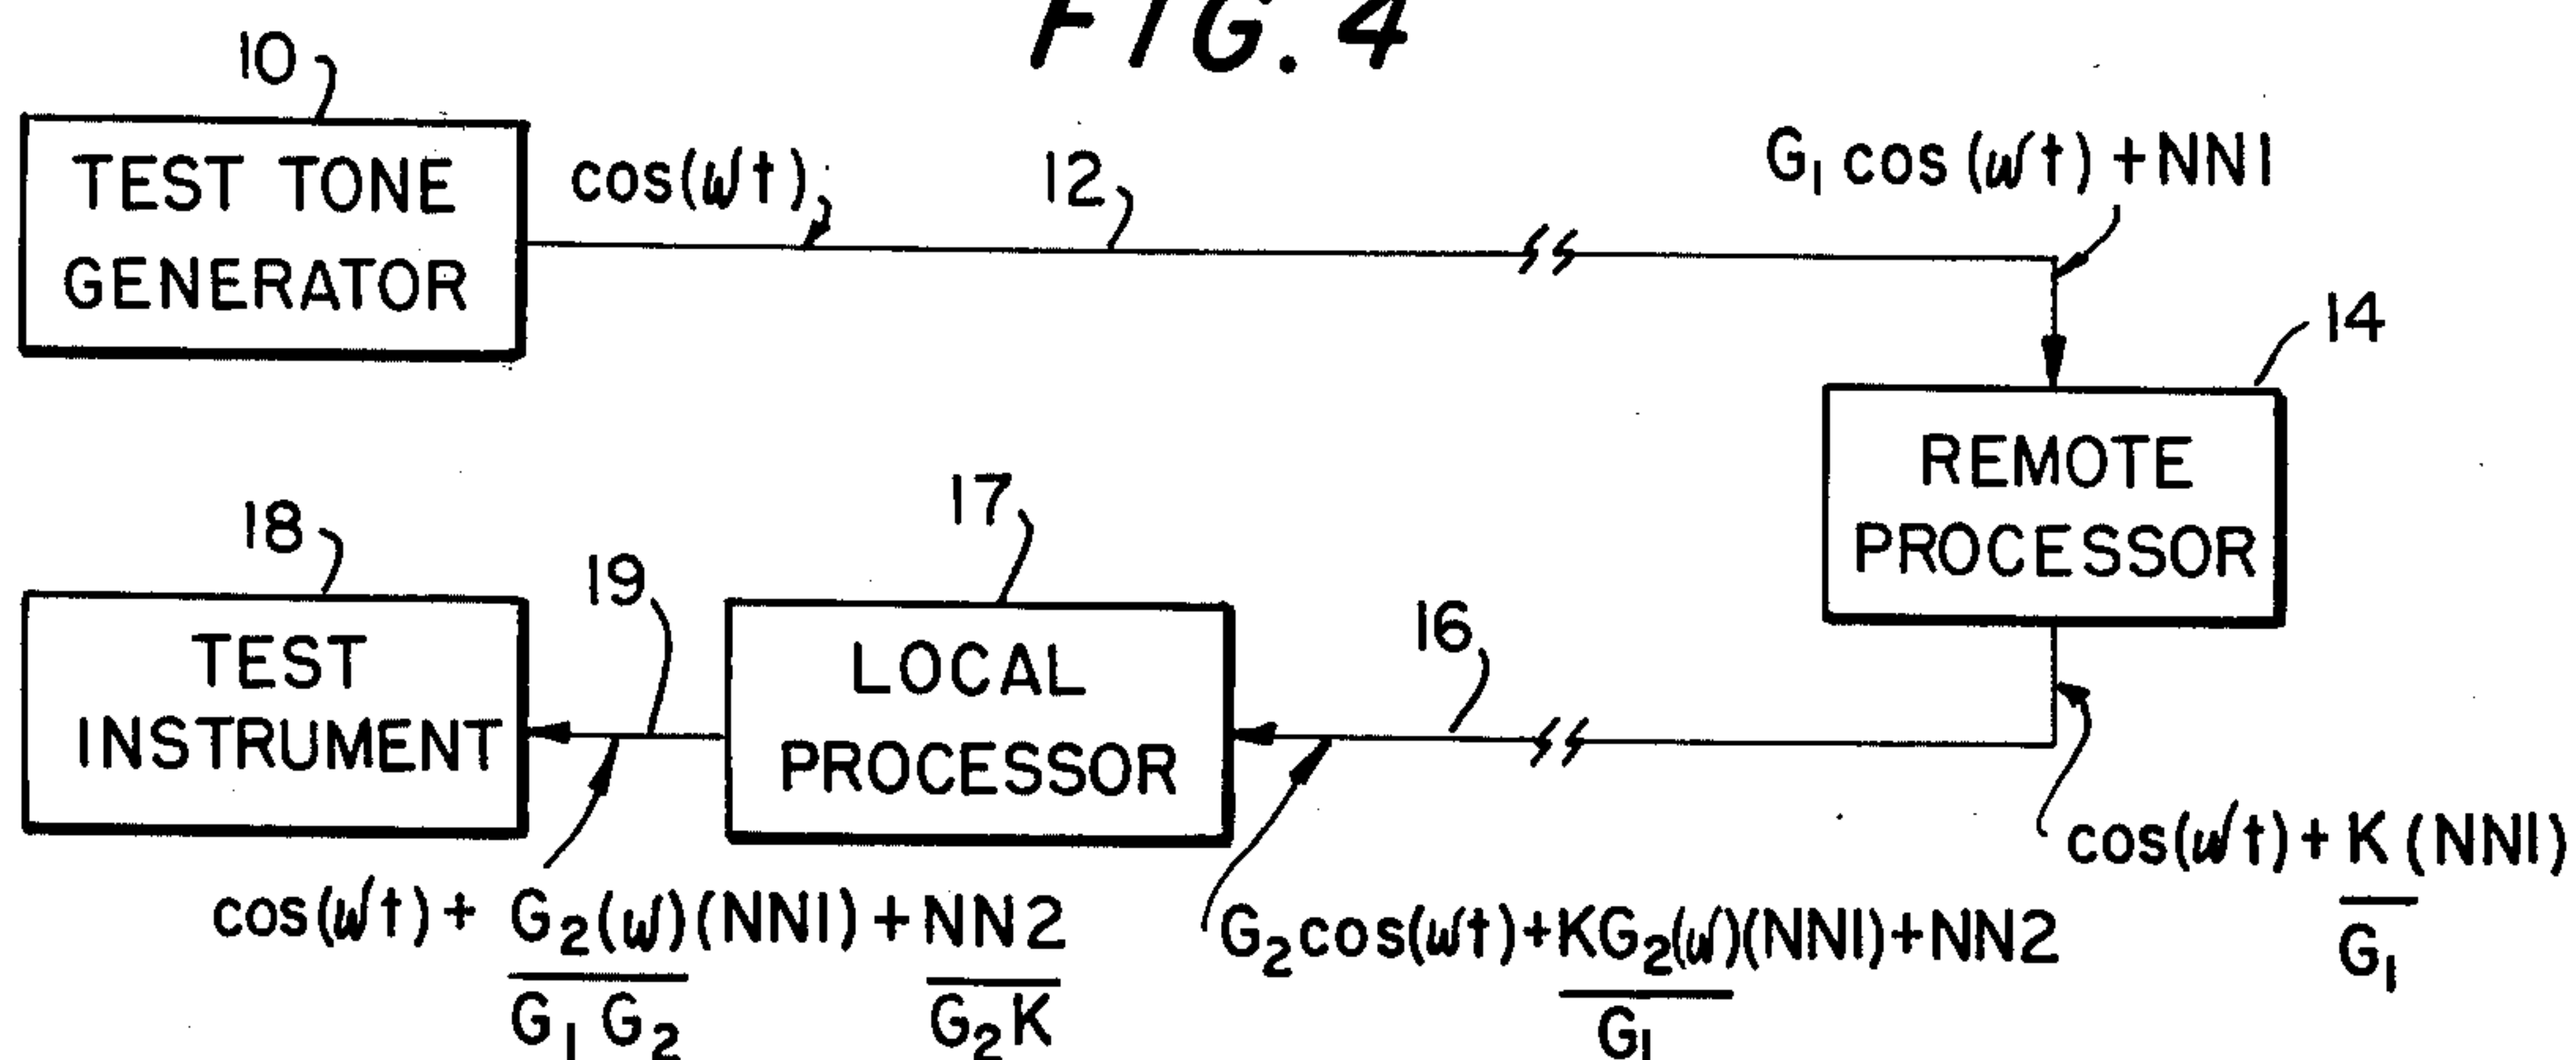 FIG. 4
10
TEST TONE
GENERATOR
cos(ωt)
12
G₁ cos (ωt) + NN1
14
REMOTE
PROCESSOR
18
TEST
INSTRUMENT
19
17
LOCAL
PROCESSOR
16
cos(ωt) + K (NN1)
G₁
cos(ωt) + G₂(ω)(NN1) + NN2
G₁ G₂ G₂K
G₂cos(ωt)+KG₂(ω)(NN1)+NN2
G₁